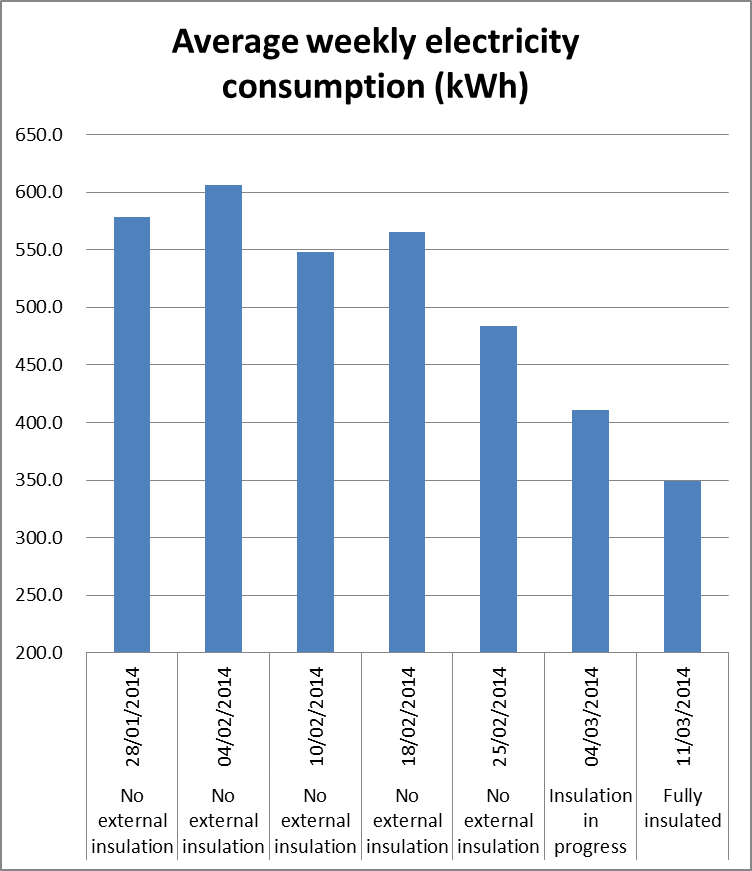 Average weekly electricity
consumption (kWh)
650.0
600.0
550.0
500.0
450.0
400.0
350.0
300.0
250.0
200.0
28/01/2014
04/02/2014
10/02/2014
18/02/2014
25/02/2014
04/03/2014
11/03/2014
No
external
insulation
No
external
insulation
No
external
insulation
No
external
insulation
No
external
insulation
Insulation
in
progress
Fully
insulated